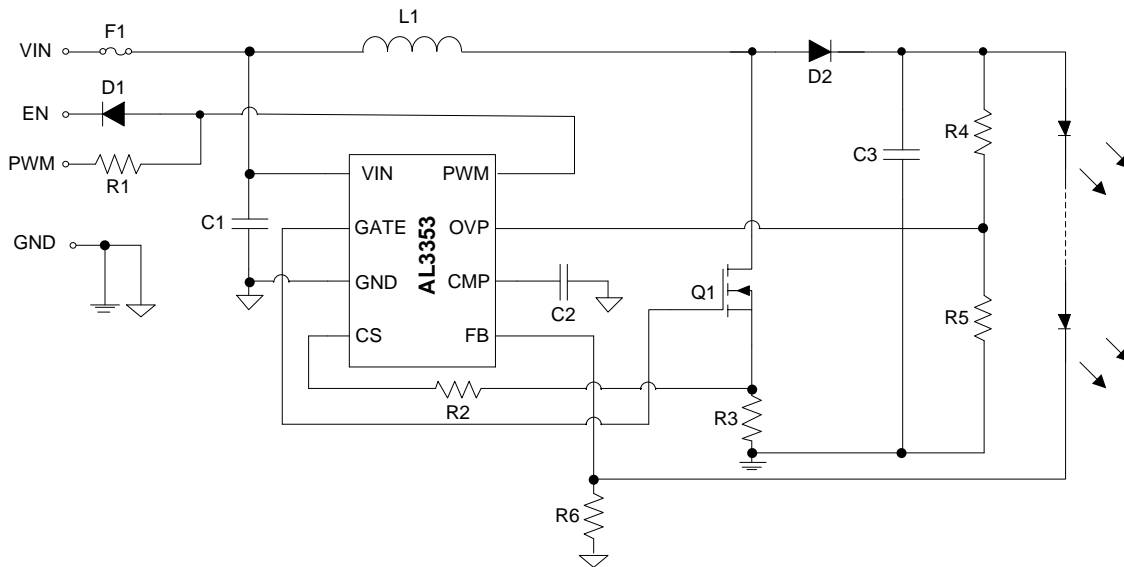 F1
L1
VIN
D2
D1
EN
R4
C3
PWM
R1
VIN
PWM
C1
GATE
OVP
AL3353
GND
GND
CMP
Q1
C2
R5
CS
FB
R2
R3
R6